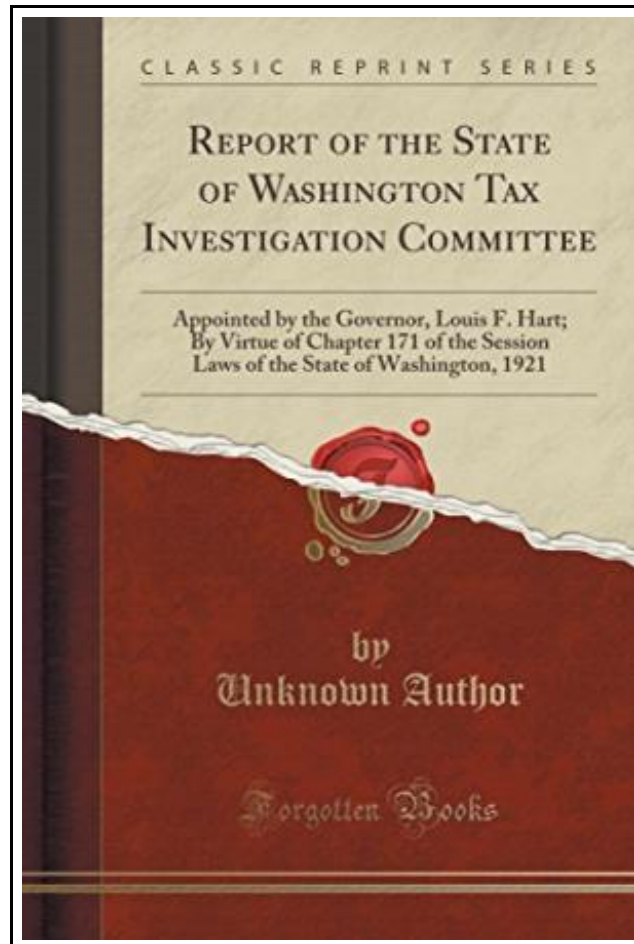 CLASSIC REPRINT SERIES
REPORT OF THE STATE
OF WASHINGTON TAX
INVESTIGATION COMMITTEE
Appointed by the Governor, Louis F. Hart;
By Virtue of Chapter 171 of the Session
Laws of the State of Washington, 1921
by
Unknown Author
Forgotten Books